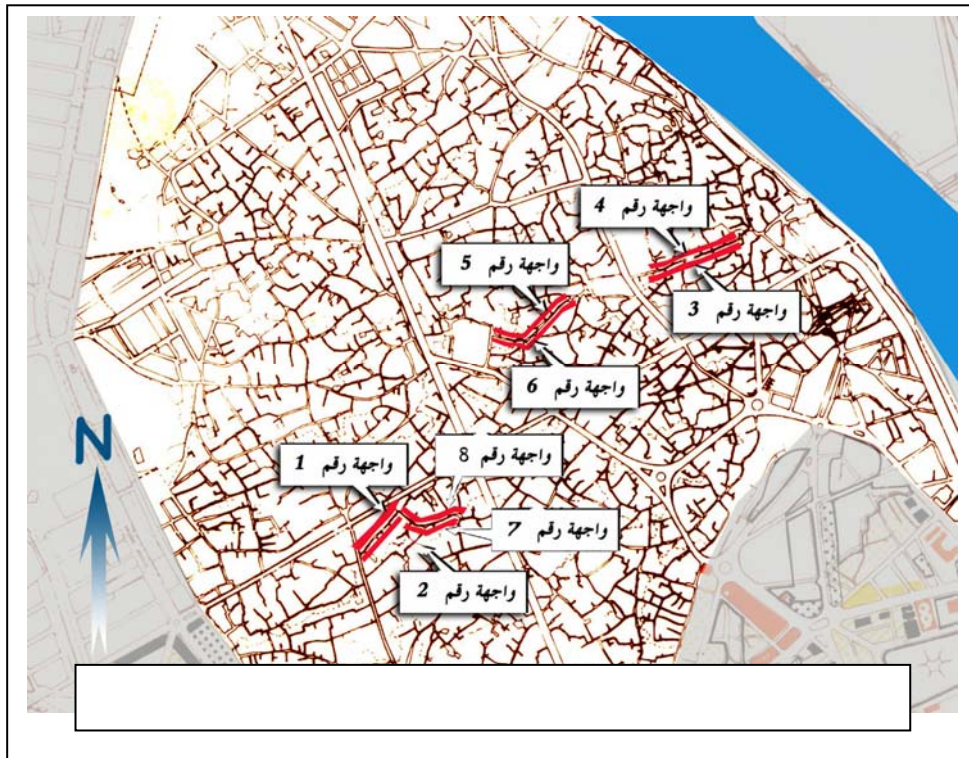 واجهة رقم 4
واجهة رقم 5
واجهة رقم 3
واجهة رقم 6
واجهة رقم 1
واجهة رقم 8
واجهة رقم 7
واجهة رقم 2
N